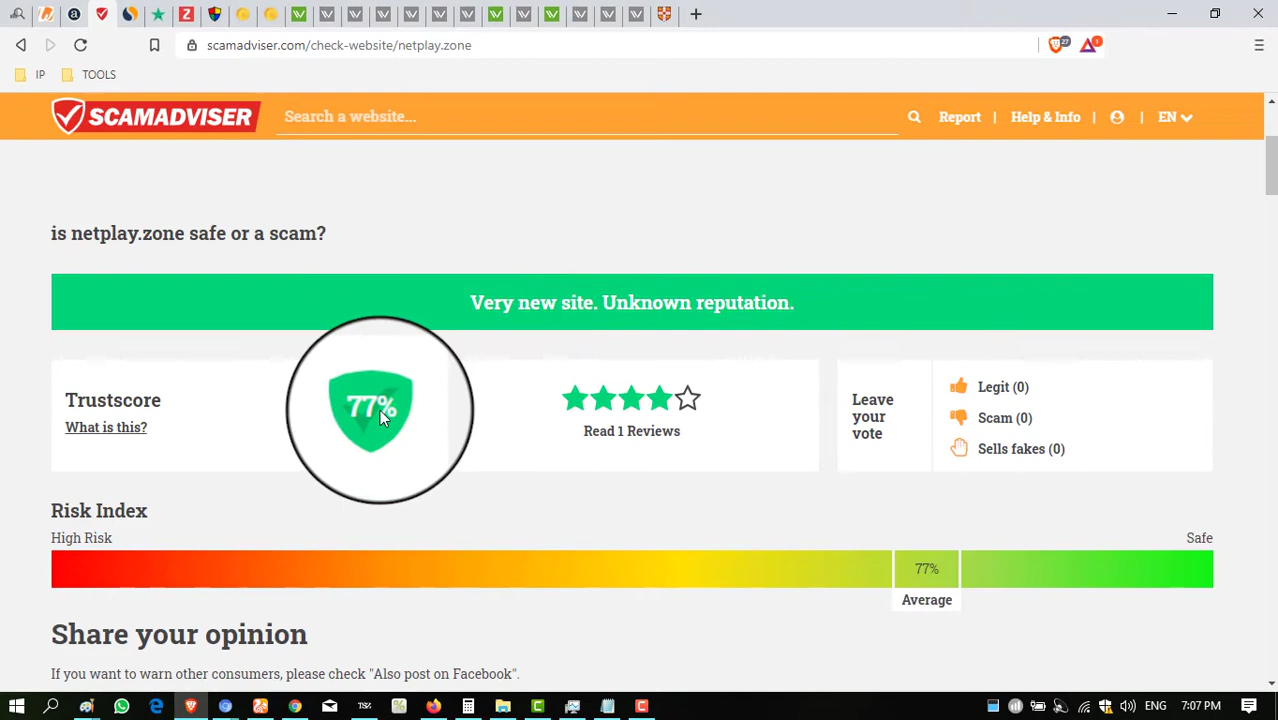 scamadviser.com/check-website/netplay.zone
27
1
IP
TOOLS
SCAMADVISER
Search a website...
Report | Help & Info | | EN
is netplay.zone safe or a scam?
Very new site. Unknown reputation.
Trustscore
What is this?
77%
Read 1 Reviews
Leave your vote
Legit (0)
Scam (0)
Sells fakes (0)
Risk Index
High Risk
Safe
77%
Average
Share your opinion
If you want to warn other consumers, please check "Also post on Facebook".
ENG
7:07 PM